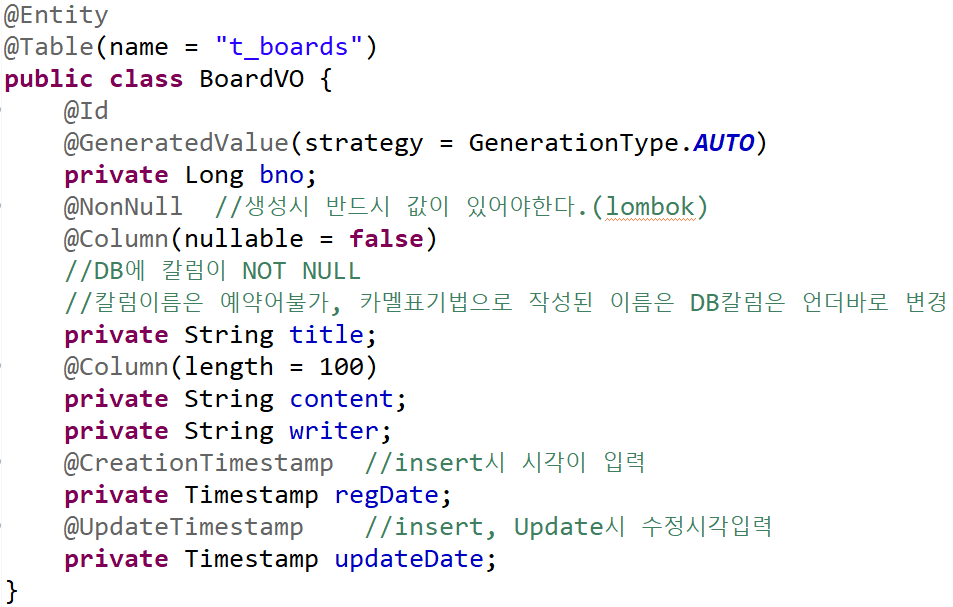 @Entity
@Table(name = "t_boards")
public class BoardVO {
    @Id
    @GeneratedValue(strategy = GenerationType.AUTO)
    private Long bno;
    @NonNull  //생성시 반드시 값이 있어야한다.(lombok)
    @Column(nullable = false)
    //DB에 칼럼이 NOT NULL
    //칼럼이름은 예약어불가, 카멜표기법으로 작성된 이름은 DB칼럼은 언더바로 변경
    private String title;
    @Column(length = 100)
    private String content;
    private String writer;
    @CreationTimestamp  //insert시 시각이 입력
    private Timestamp regDate;
    @UpdateTimestamp    //insert, Update시 수정시각입력
    private Timestamp updateDate;
}